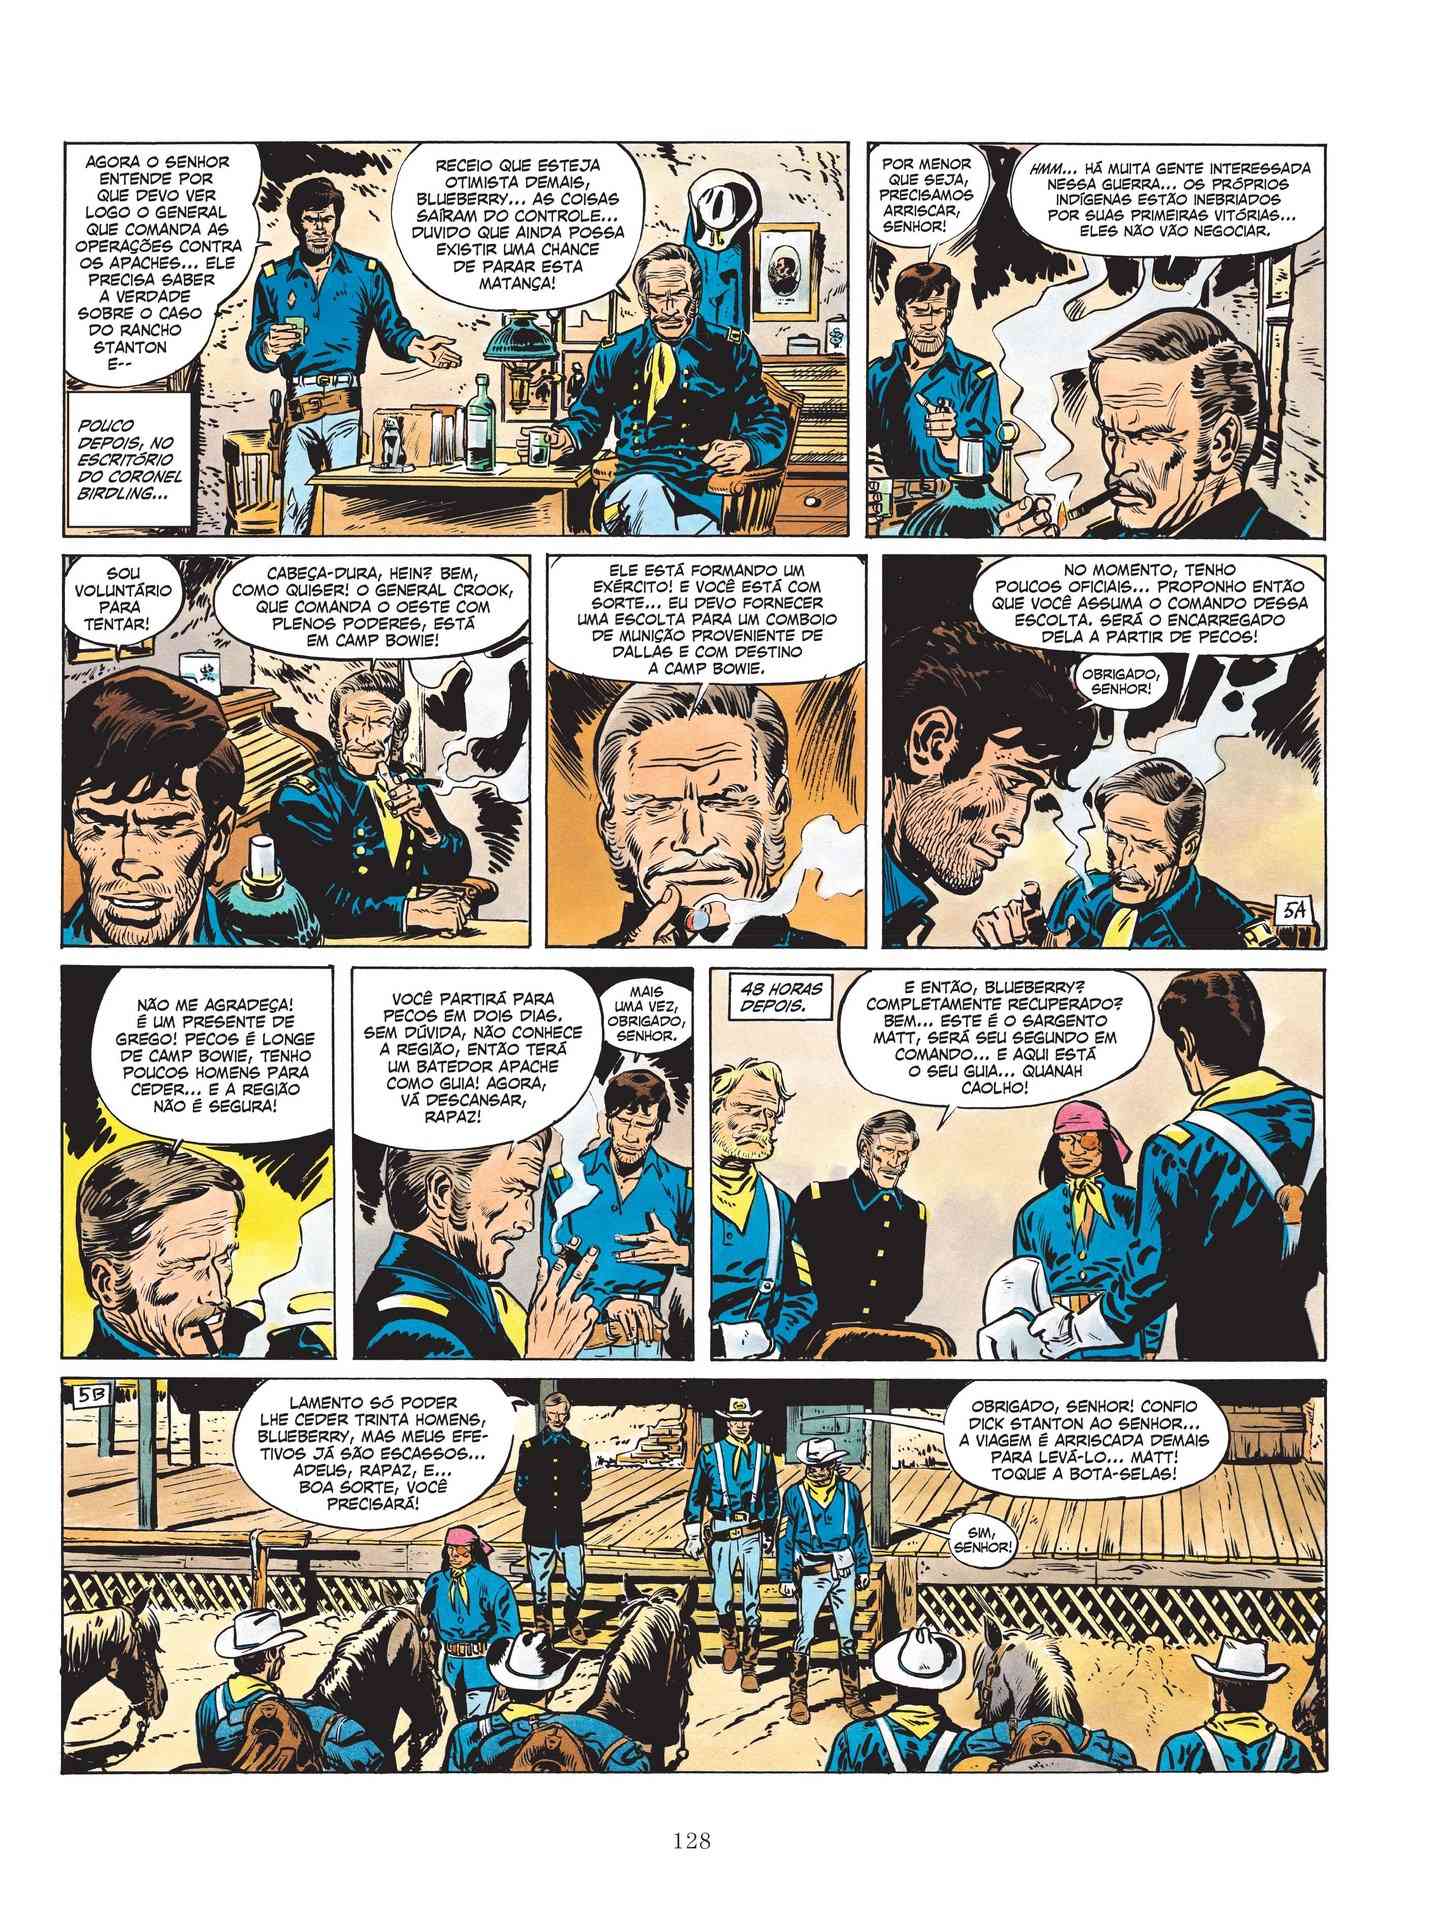 AGORA O SENHOR
ENTENDE POR
QUE DEVO VER
LOGO O GENERAL
QUE COMANDA AS
OPERAÇÕES CONTRA
OS APACHES... ELE
PRECISA SABER
A VERDADE
SOBRE O CASO
DO RANCHO
STANTON
E--
POUCO
DEPOIS, NO
ESCRITÓRIO
DO CORONEL
BIRDLING...
RECEIO QUE ESTEJA
OTIMISTA DEMAIS,
BLUEBERRY... AS COISAS
SAÍRAM DO CONTROLE...
DUVIDO QUE AINDA POSSA
EXISTIR UMA CHANCE
DE PARAR ESTA
MATANÇA!
POR MENOR
QUE SEJA,
PRECISAMOS
ARRISCAR,
SENHOR!
HMM... HÁ MUITA GENTE INTERESSADA
NESSA GUERRA... OS PRÓPRIOS
INDÍGENAS ESTÃO INEBRIADOS
POR SUAS PRIMEIRAS VITÓRIAS...
ELES NÃO VÃO NEGOCIAR.
SOU
VOLUNTÁRIO
PARA
TENTAR!
CABEÇA-DURA, HEIN? BEM,
COMO QUISER! O GENERAL CROOK,
QUE COMANDA O OESTE COM
PLENOS PODERES, ESTÁ
EM CAMP BOWIE!
ELE ESTÁ FORMANDO UM
EXÉRCITO! E VOCÊ ESTÁ COM
SORTE... EU DEVO FORNECER
UMA ESCOLTA PARA UM COMBOIO
DE MUNIÇÃO PROVENIENTE DE
DALLAS E COM DESTINO
A CAMP BOWIE.
NO MOMENTO, TENHO
POUCOS OFICIAIS... PROPONHO ENTÃO
QUE VOCÊ ASSUMA O COMANDO DESSA
ESCOLTA. SERÁ O ENCARREGADO
DELA A PARTIR DE PECOS!
OBRIGADO,
SENHOR!
5A
NÃO ME AGRADEÇA!
É UM PRESENTE DE
GREGO! PECOS É LONGE
DE CAMP BOWIE, TENHO
POUCOS HOMENS PARA
CEDER... E A REGIÃO
NÃO É SEGURA!
VOCÊ PARTIRÁ PARA
PECOS EM DOIS DIAS.
SEM DÚVIDA, NÃO CONHECE
A REGIÃO, ENTÃO TERÁ
UM BATEDOR APACHE
COMO GUIA! AGORA,
VÁ DESCANSAR,
RAPAZ!
MAIS
UMA VEZ,
OBRIGADO,
SENHOR.
48 HORAS
DEPOIS.
E ENTÃO, BLUEBERRY?
COMPLETAMENTE RECUPERADO?
BEM... ESTE É O SARGENTO
MATT, SERÁ SEU SEGUNDO EM
COMANDO... E AQUI ESTÁ
O SEU GUIA... QUANAH
CAOLHO!
5B
LAMENTO SÓ PODER
LHE CEDER TRINTA HOMENS,
BLUEBERRY, MAS MEUS EFE-
TIVOS JÁ SÃO ESCASSOS...
ADEUS, RAPAZ, E...
BOA SORTE, VOCÊ
PRECISARÁ!
OBRIGADO, SENHOR! CONFIO
DICK STANTON AO SENHOR...
A VIAGEM É ARRISCADA DEMAIS
PARA LEVÁ-LO... MATT!
TOQUE A BOTA-SELAS!
SIM,
SENHOR!
128